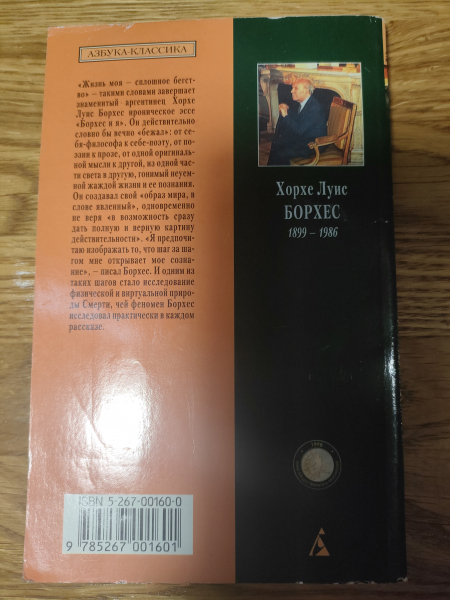 АЗБУКА-КЛАССИКА
«Жизнь моя – сплошное бегст-
во» – такими словами завершает
знаменитый аргентинец Хорхе
Луис Борхес ироническое эссе
«Борхес и я». Он действительно
словно бы вечно «бежал»: от се-
бя-философа к себе-поэту, от по-
эзии к прозе, от одной оригиналь-
ной мысли к другой, из одной час-
ти света в другую, гонимый неуем-
ной жаждой жизни и ее познания.
Он создавал свой «образ мира, в
слове явленный», одновременно
не веря «в возможность сразу
дать полную и верную картину
действительности». «Я предпочи-
таю изображать то, что шаг за ша-
гом мне открывает мое созна-
ние», – писал Борхес. И одним из
таких шагов стало исследование
физической и виртуальной приро-
ды Смерти, чей феномен Борхес
исследовал практически в каждом
рассказе.
Хорхе Луис
БОРХЕС
1899 – 1986
ISBN 5-267-00160-0
9 785267 001601